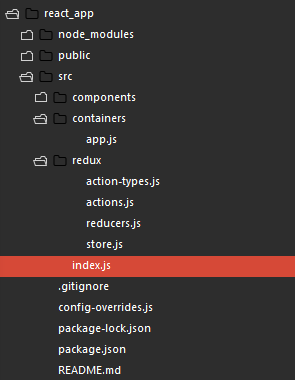 react_app
node_modules
public
src
components
containers
app.js
redux
action-types.js
actions.js
reducers.js
store.js
index.js
.gitignore
config-overrides.js
package-lock.json
package.json
README.md